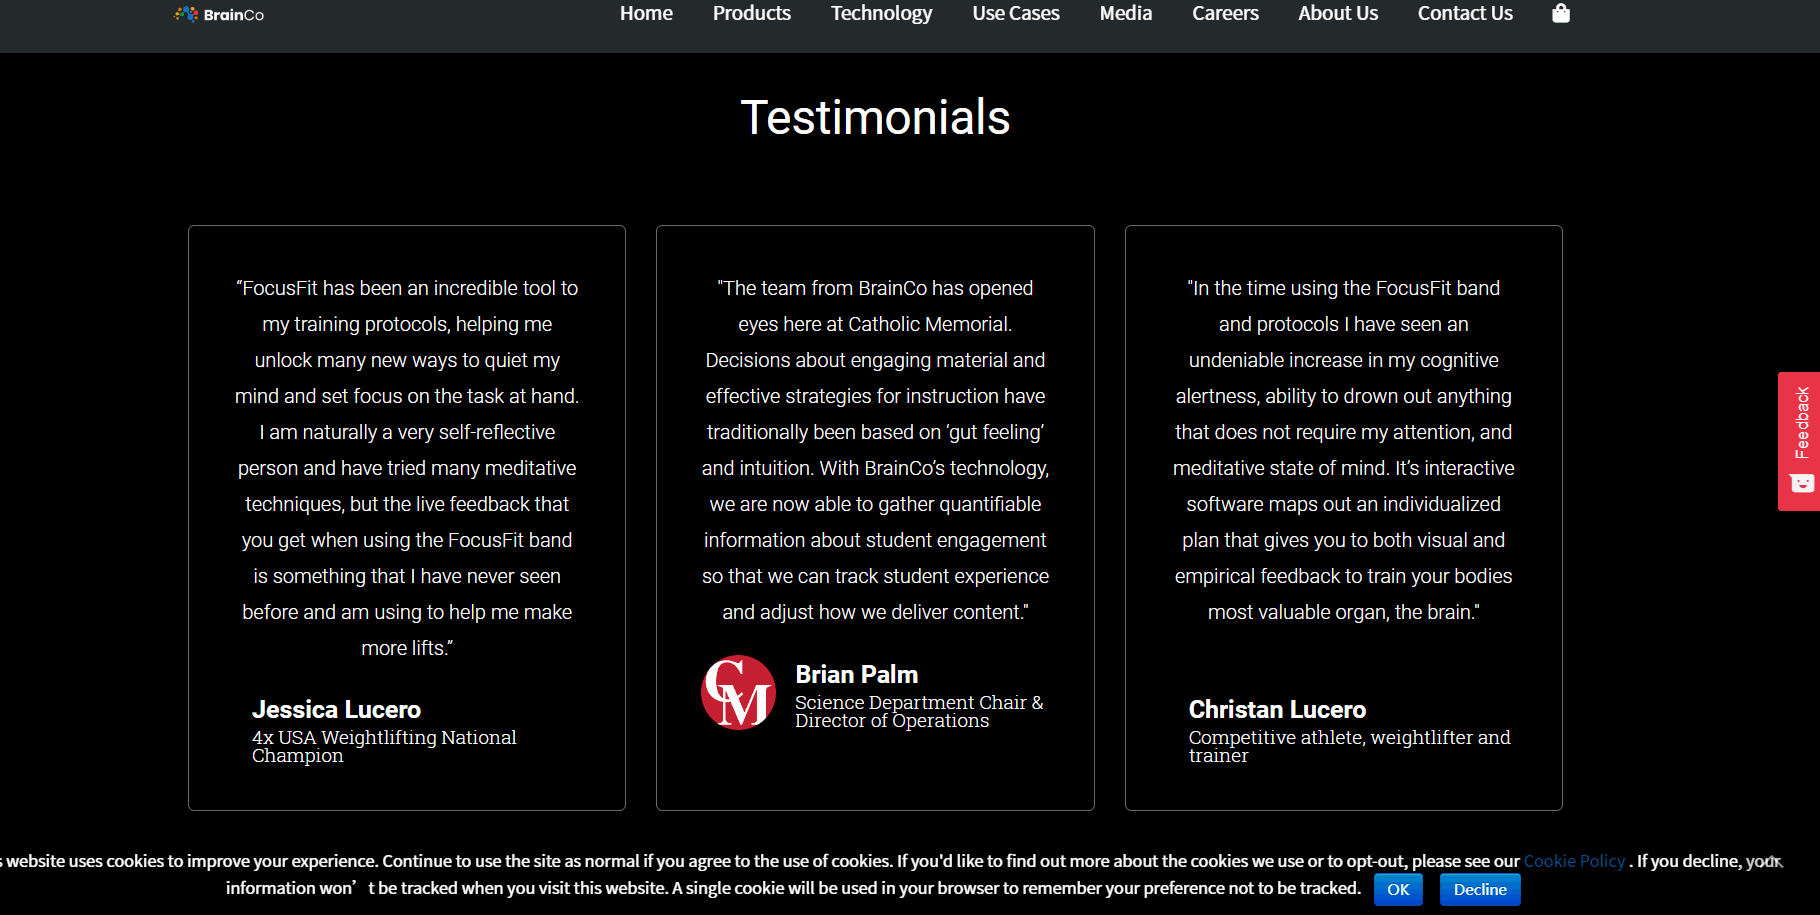 BrainCo
Home Products Technology Use Cases Media Careers About Us Contact Us
Testimonials
“FocusFit has been an incredible tool to
my training protocols, helping me
unlock many new ways to quiet my
mind and set focus on the task at hand.
I am naturally a very self-reflective
person and have tried many meditative
techniques, but the live feedback that
you get when using the FocusFit band
is something that I have never seen
before and am using to help me make
more lifts.”
Jessica Lucero
4x USA Weightlifting National
Champion
"The team from BrainCo has opened
eyes here at Catholic Memorial.
Decisions about engaging material and
effective strategies for instruction have
traditionally been based on ‘gut feeling’
and intuition. With BrainCo’s technology,
we are now able to gather quantifiable
information about student engagement
so that we can track student experience
and adjust how we deliver content."
CM
Brian Palm
Science Department Chair &
Director of Operations
"In the time using the FocusFit band
and protocols I have seen an
undeniable increase in my cognitive
alertness, ability to drown out anything
that does not require my attention, and
meditative state of mind. It’s interactive
software maps out an individualized
plan that gives you to both visual and
empirical feedback to train your bodies
most valuable organ, the brain."
Christan Lucero
Competitive athlete, weightlifter and
trainer
Feedback
s website uses cookies to improve your experience. Continue to use the site as normal if you agree to the use of cookies. If you'd like to find out more about the cookies we use or to opt-out, please see our Cookie Policy . If you decline, your
information won’t be tracked when you visit this website. A single cookie will be used in your browser to remember your preference not to be tracked. OK Decline